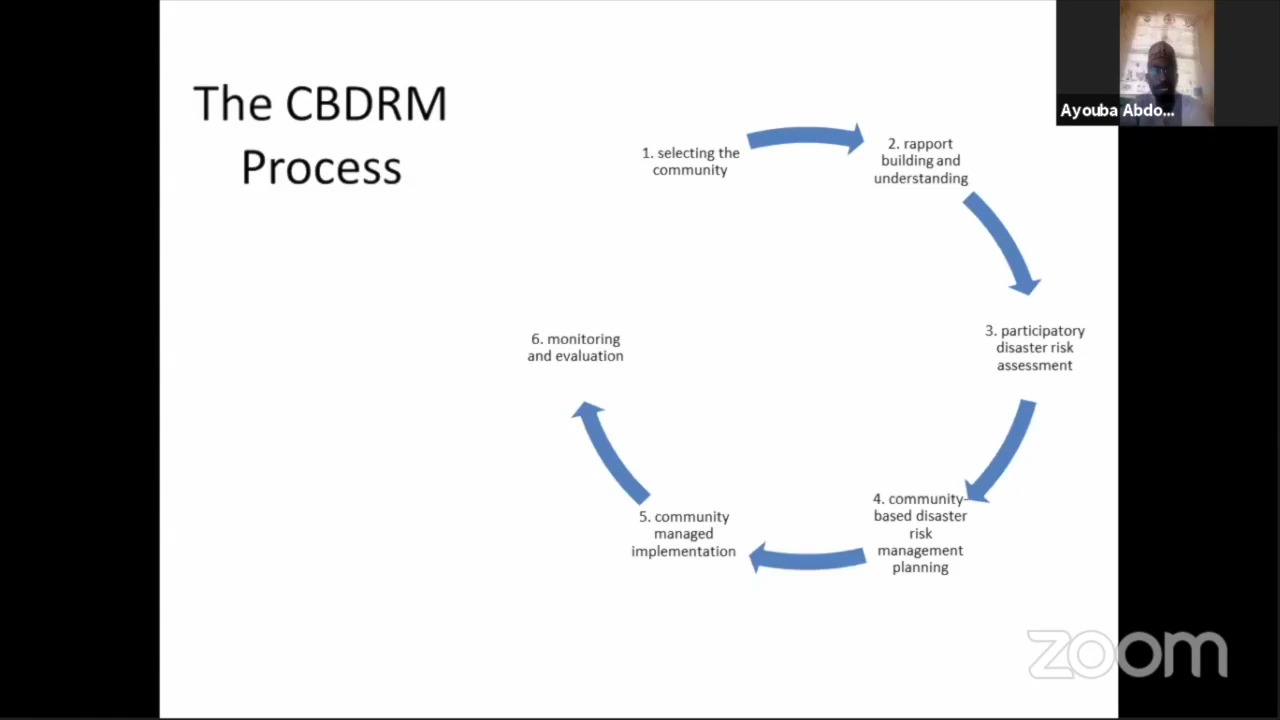 The CBDRM
Process
1. selecting the
community
2. rapport
building and
understanding
3. participatory
disaster risk
assessment
4. community-
based disaster
risk
management
planning
5. community
managed
implementation
6. monitoring
and evaluation
Ayouba Abdo...
zoom